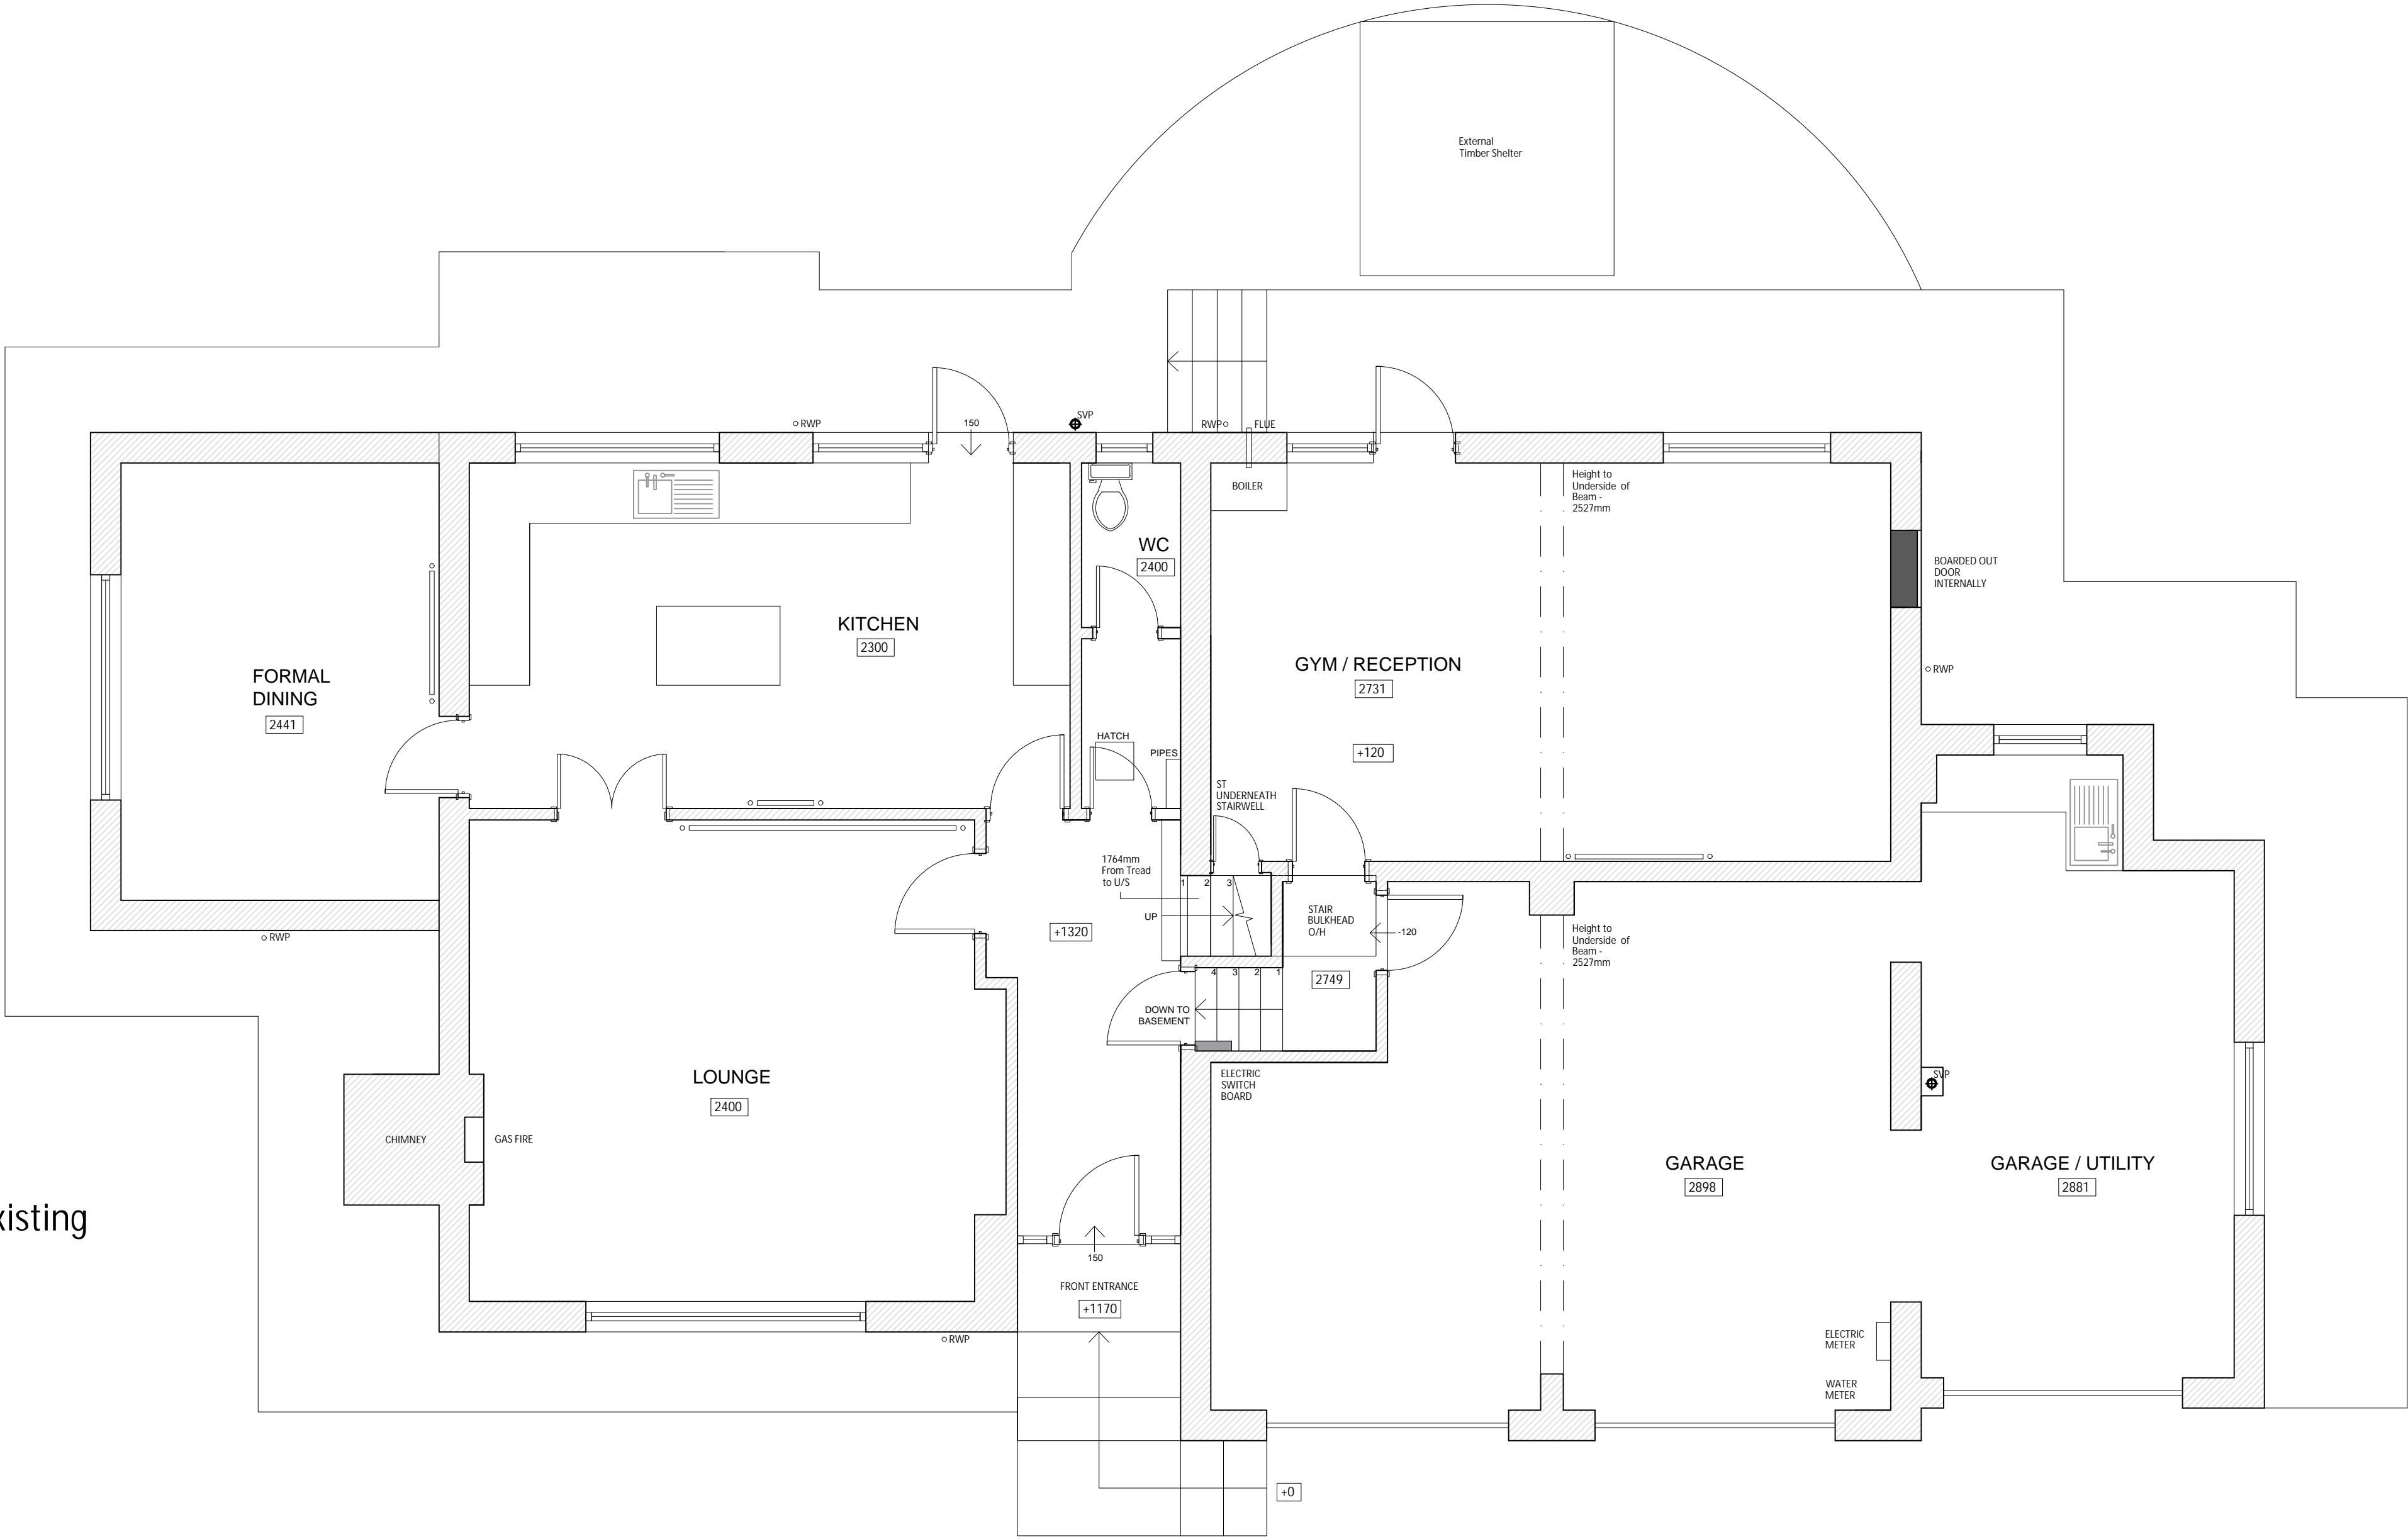 External
Timber Shelter
SVP
RWP
150
RWP
FLUE
BOILER
Height to
Underside of
Beam -
2527mm
WC
2400
BOARDED OUT
DOOR
INTERNALLY
KITCHEN
2300
FORMAL
DINING
2441
GYM / RECEPTION
2731
+120
RWP
HATCH
PIPES
ST
UNDERNEATH
STAIRWELL
1764mm
From Tread
to U/S
1 2 3
UP
+1320
STAIR
BULKHEAD
O/H
-120
Height to
Underside of
Beam -
2527mm
RWP
4 3 2 1
2749
DOWN TO
BASEMENT
ELECTRIC
SWITCH
BOARD
SVP
LOUNGE
2400
CHIMNEY
GAS FIRE
GARAGE
2898
GARAGE / UTILITY
2881
xisting
150
FRONT ENTRANCE
+1170
RWP
ELECTRIC
METER
WATER
METER
+0